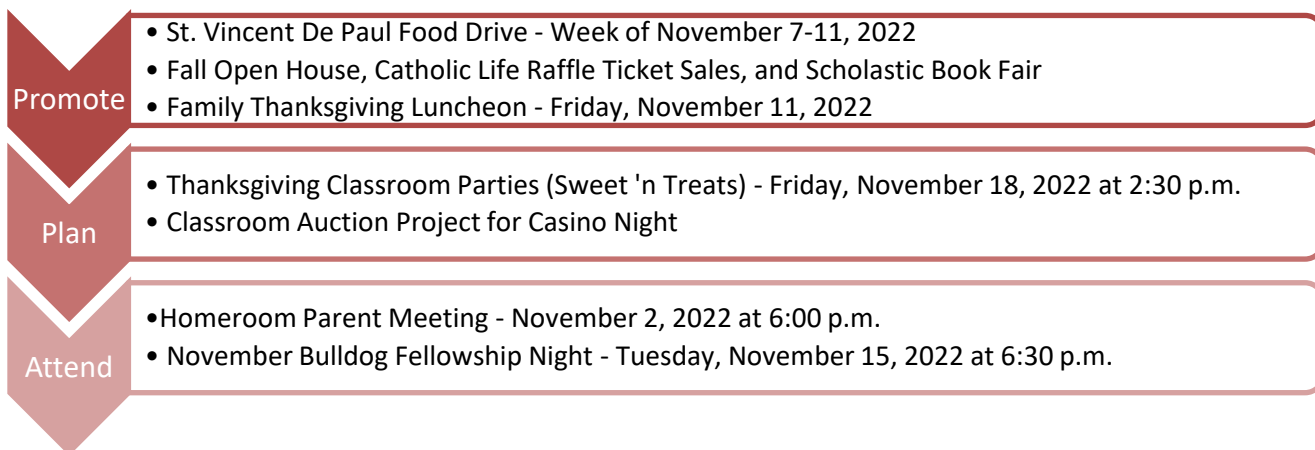 Promote
• St. Vincent De Paul Food Drive - Week of November 7-11, 2022
• Fall Open House, Catholic Life Raffle Ticket Sales, and Scholastic Book Fair
• Family Thanksgiving Luncheon - Friday, November 11, 2022
Plan
• Thanksgiving Classroom Parties (Sweet 'n Treats) - Friday, November 18, 2022 at 2:30 p.m.
• Classroom Auction Project for Casino Night
Attend
•Homeroom Parent Meeting - November 2, 2022 at 6:00 p.m.
• November Bulldog Fellowship Night - Tuesday, November 15, 2022 at 6:30 p.m.